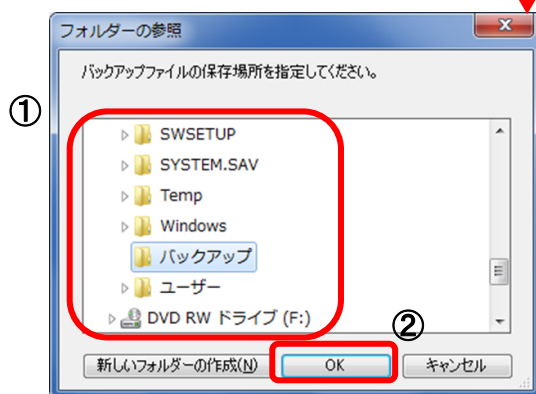 フォルダーの参照
バックアップファイルの保存場所を指定してください。
①
SWSETUP
SYSTEM.SAV
Temp
Windows
バックアップ
ユーザー
DVD RW ドライブ (F:)
②
新しいフォルダーの作成(N) OK キャンセル